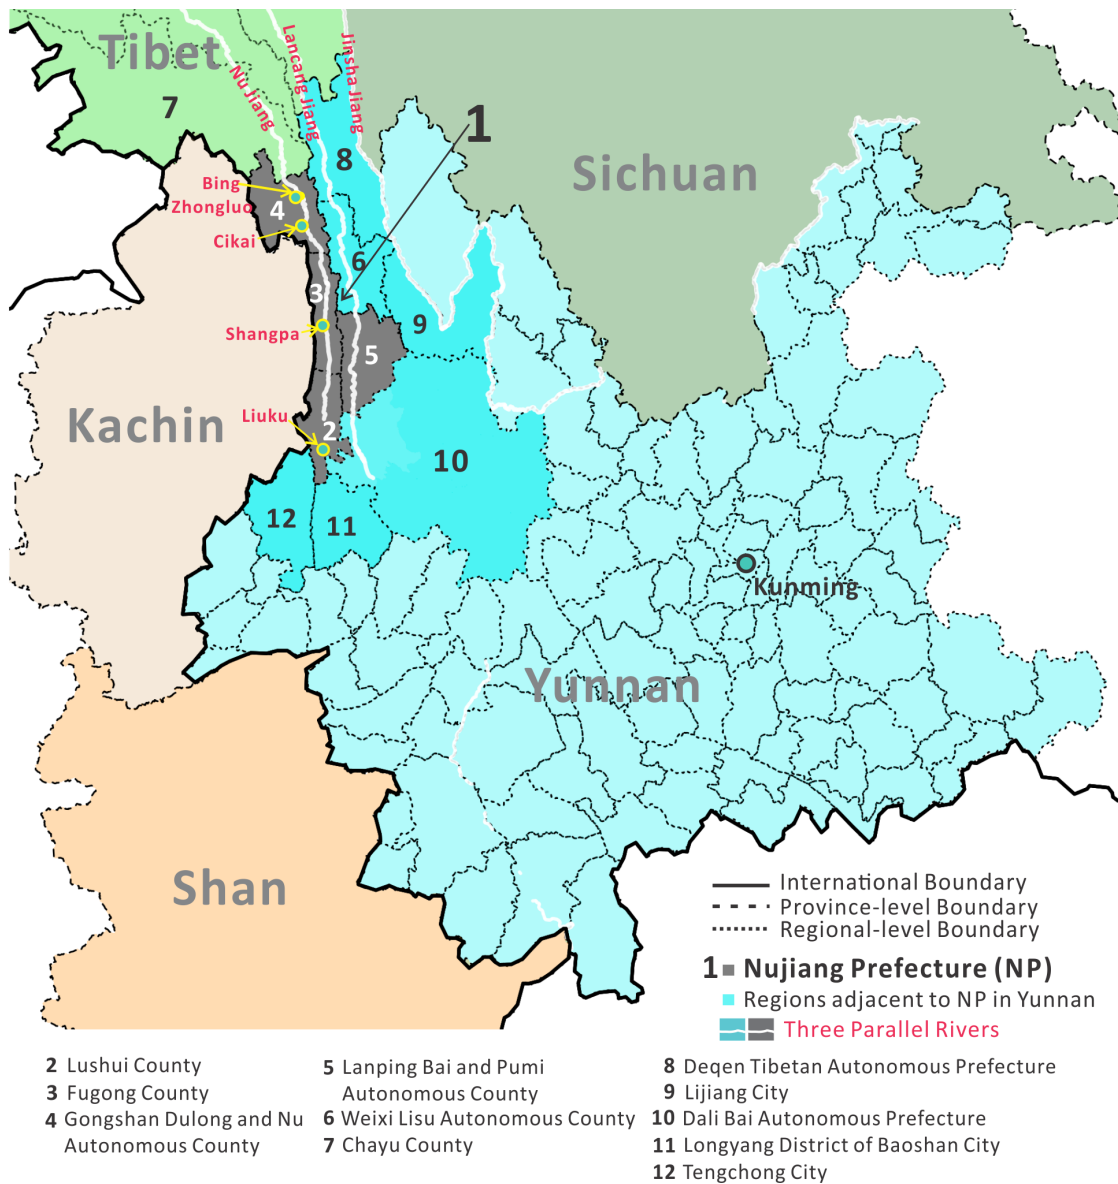 Tibet
7
Nu Jiang
Lancang Jiang
Jinsha Jiang
1
8
Sichuan
Bing
Zhongluo
4
Cikai
6
3
9
Shangpa
5
Kachin
Liuku
2
10
12
11
Kunming
Yunnan
Shan
International Boundary
Province-level Boundary
Regional-level Boundary
1 Nujiang Prefecture (NP)
Regions adjacent to NP in Yunnan
Three Parallel Rivers
2 Lushui County
3 Fugong County
4 Gongshan Dulong and Nu
Autonomous County
5 Lanping Bai and Pumi
Autonomous County
6 Weixi Lisu Autonomous County
7 Chayu County
8 Deqen Tibetan Autonomous Prefecture
9 Lijiang City
10 Dali Bai Autonomous Prefecture
11 Longyang District of Baoshan City
12 Tengchong City